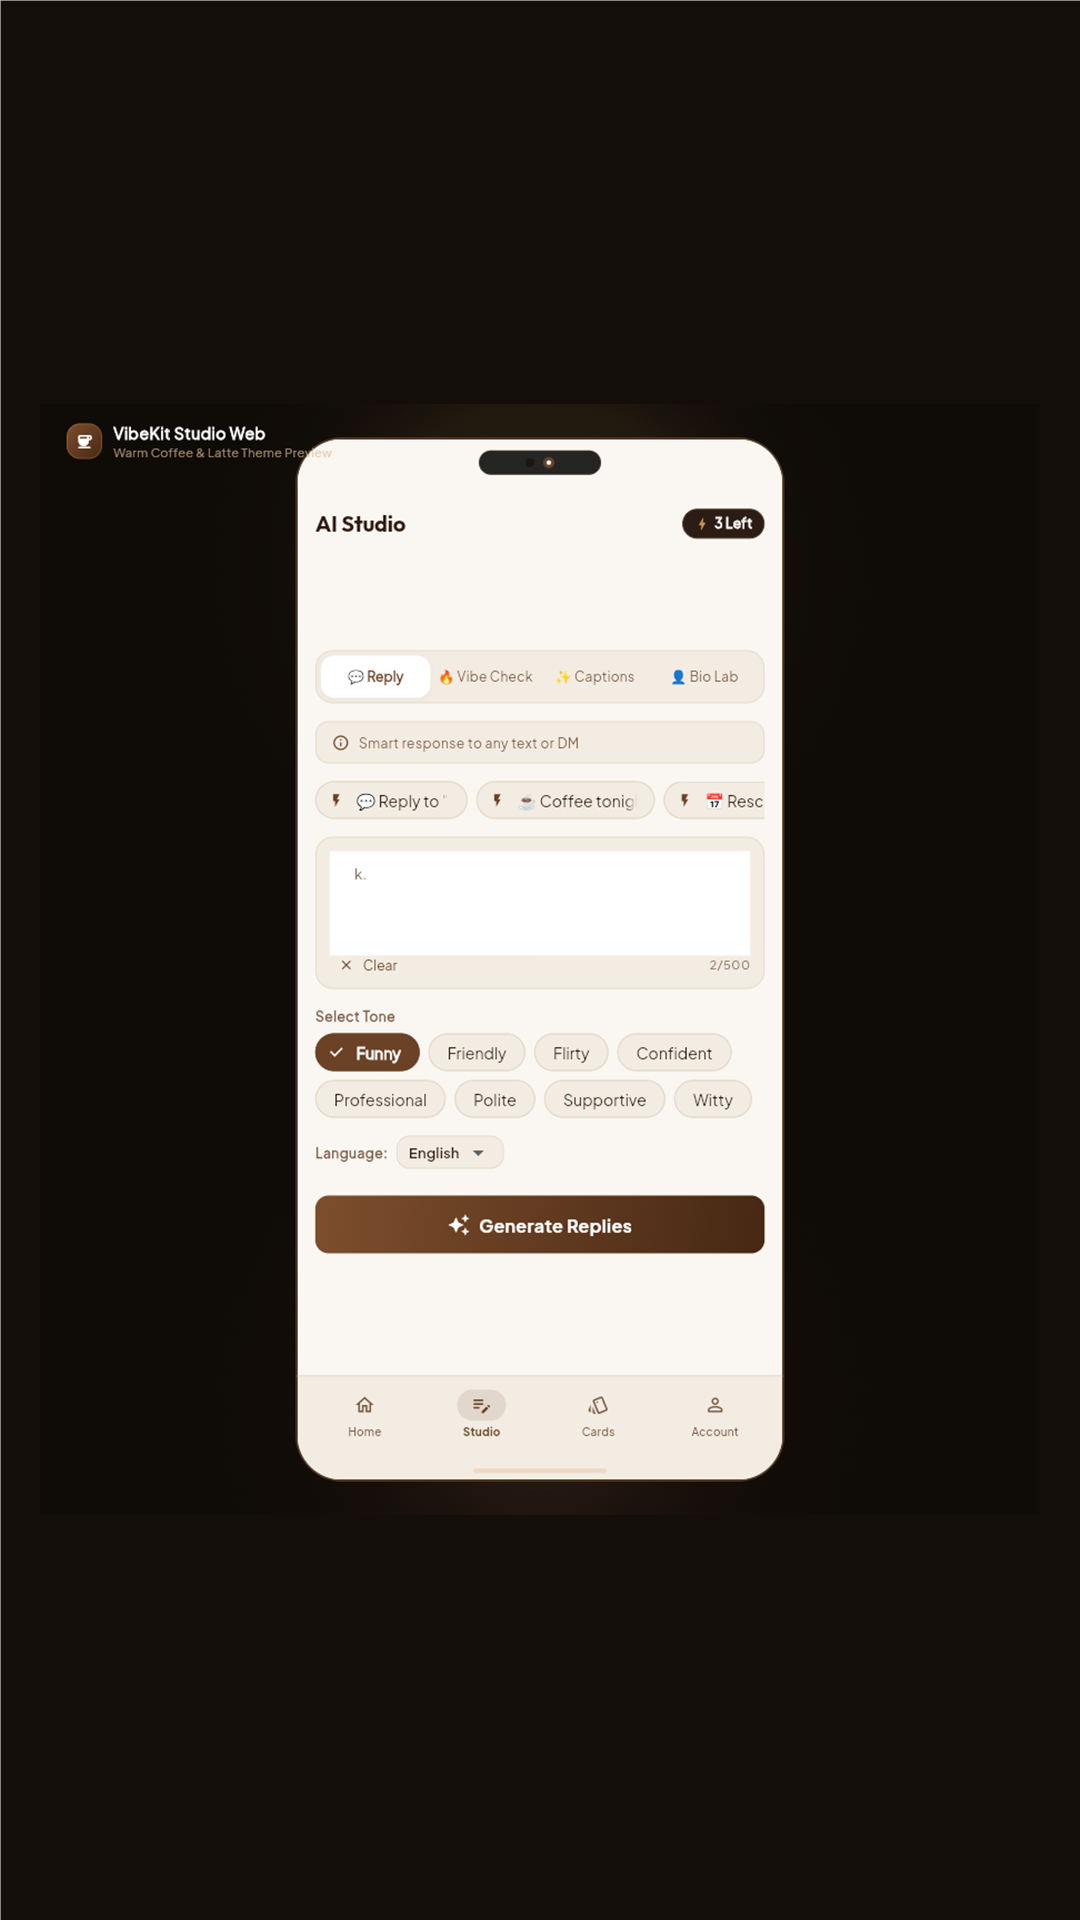 VibeKit Studio Web
Warm Coffee & Latte Theme Preview
AI Studio
3 Left
💬 Reply
🔥 Vibe Check
✨ Captions
👤 Bio Lab
Smart response to any text or DM
💬 Reply to "
☕ Coffee tonig
📅 Resc
k.
Clear
2/500
Select Tone
Funny
Friendly
Flirty
Confident
Professional
Polite
Supportive
Witty
Language:
English
Generate Replies
Home
Studio
Cards
Account